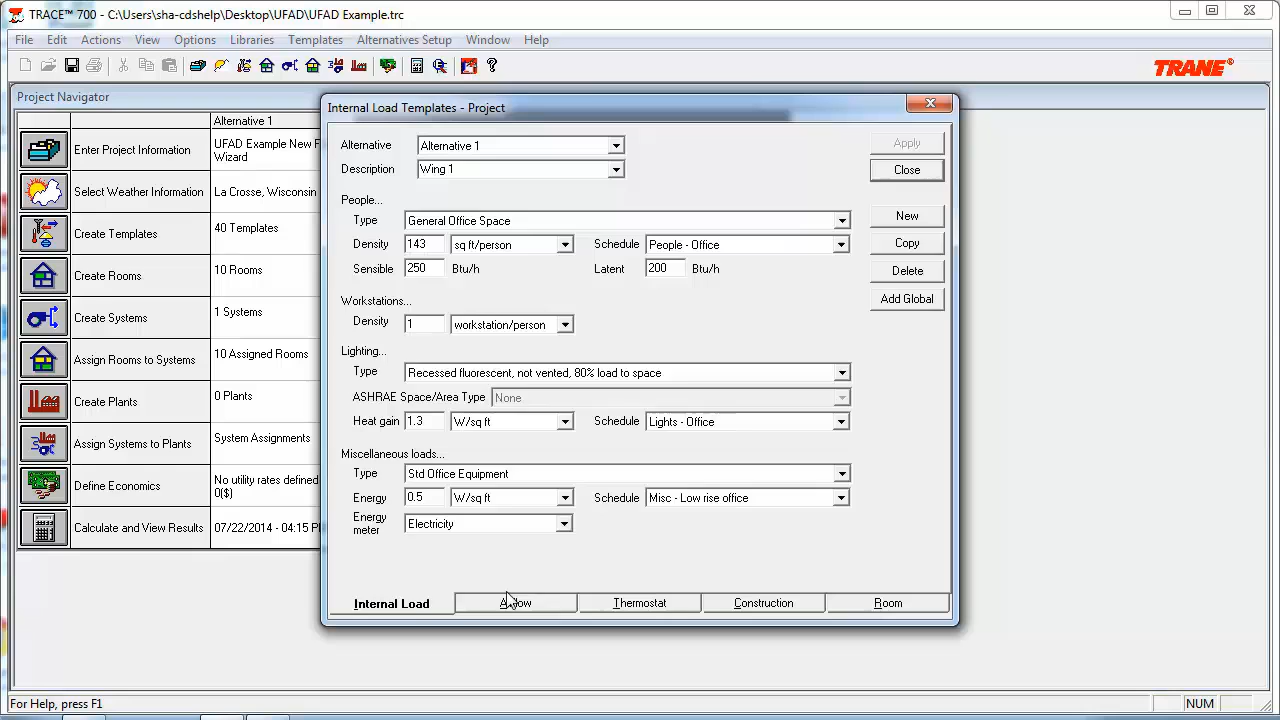 TRACE™ 700 - C:\Users\sha-cdshelp\Desktop\UFAD\UFAD Example.trc
File Edit Actions View Options Libraries Templates Alternatives Setup Window Help
TRANE®
Project Navigator
Alternative 1
Enter Project Information
UFAD Example New F
Wizard
Select Weather Information
La Crosse, Wisconsin
Create Templates
40 Templates
Create Rooms
10 Rooms
Create Systems
1 Systems
Assign Rooms to Systems
10 Assigned Rooms
Create Plants
0 Plants
Assign Systems to Plants
System Assignments
Define Economics
No utility rates defined
0($)
Calculate and View Results
07/22/2014 - 04:15 P
Internal Load Templates - Project
Alternative Alternative 1
Description Wing 1
Apply
Close
New
Copy
Delete
Add Global
People...
Type General Office Space
Density 143 sq ft/person Schedule People - Office
Sensible 250 Btu/h Latent 200 Btu/h
Workstations...
Density 1 workstation/person
Lighting...
Type Recessed fluorescent, not vented, 80% load to space
ASHRAE Space/Area Type None
Heat gain 1.3 W/sq ft Schedule Lights - Office
Miscellaneous loads...
Type Std Office Equipment
Energy 0.5 W/sq ft Schedule Misc - Low rise office
Energy
meter Electricity
Internal Load Thermostat Construction Room
For Help, press F1
NUM